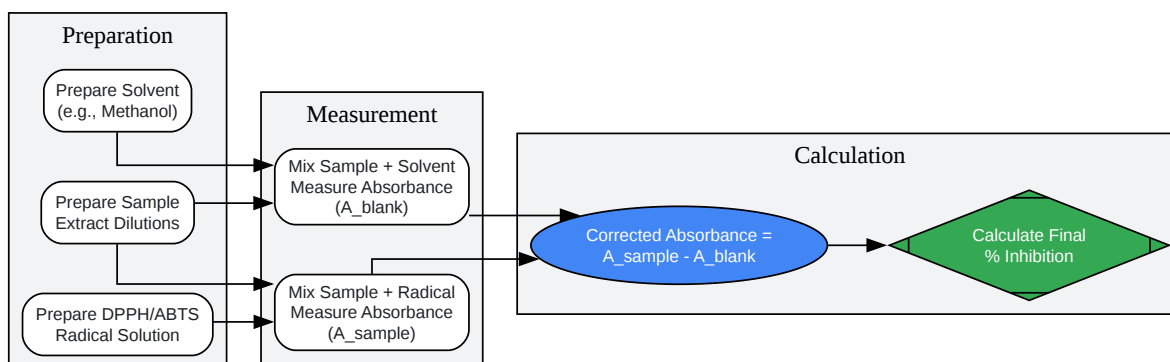 Preparation
Prepare Solvent
(e.g., Methanol)
Prepare Sample
Extract Dilutions
Prepare DPPH/ABTS
Radical Solution
Measurement
Mix Sample + Solvent
Measure Absorbance
(A_blank)
Mix Sample + Radical
Measure Absorbance
(A_sample)
Calculation
Corrected Absorbance =
A_sample - A_blank
Calculate Final
% Inhibition